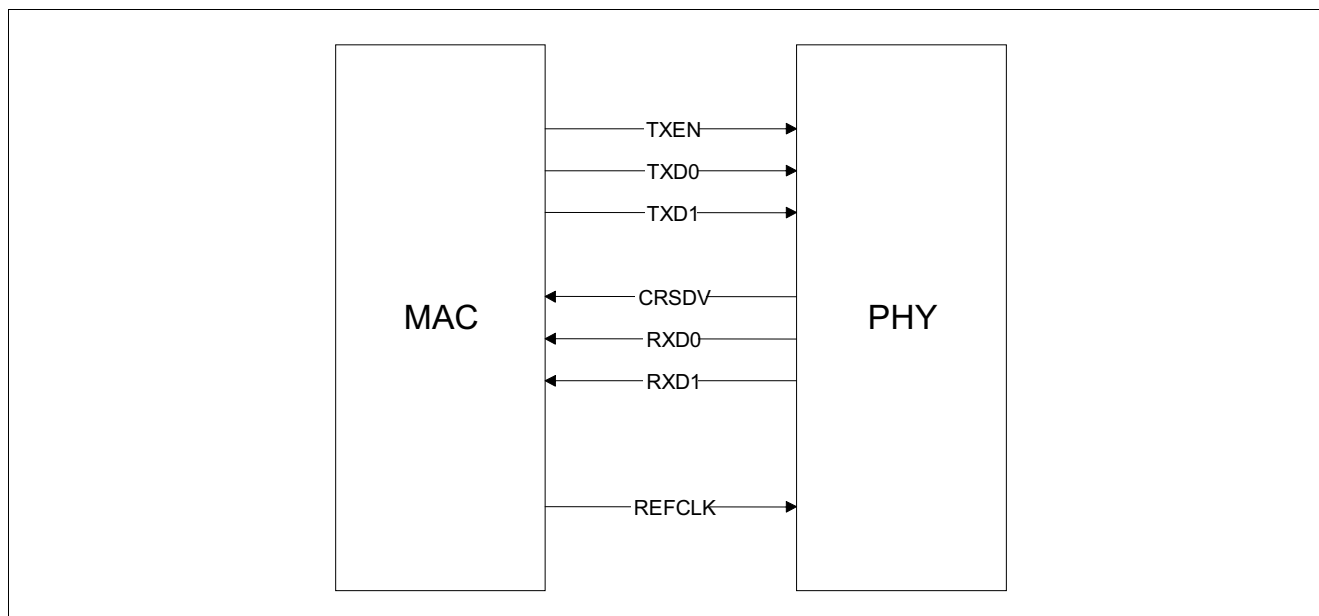 TXEN
TXD0
TXD1
CRSDV
MAC
PHY
RXD0
RXD1
REFCLK